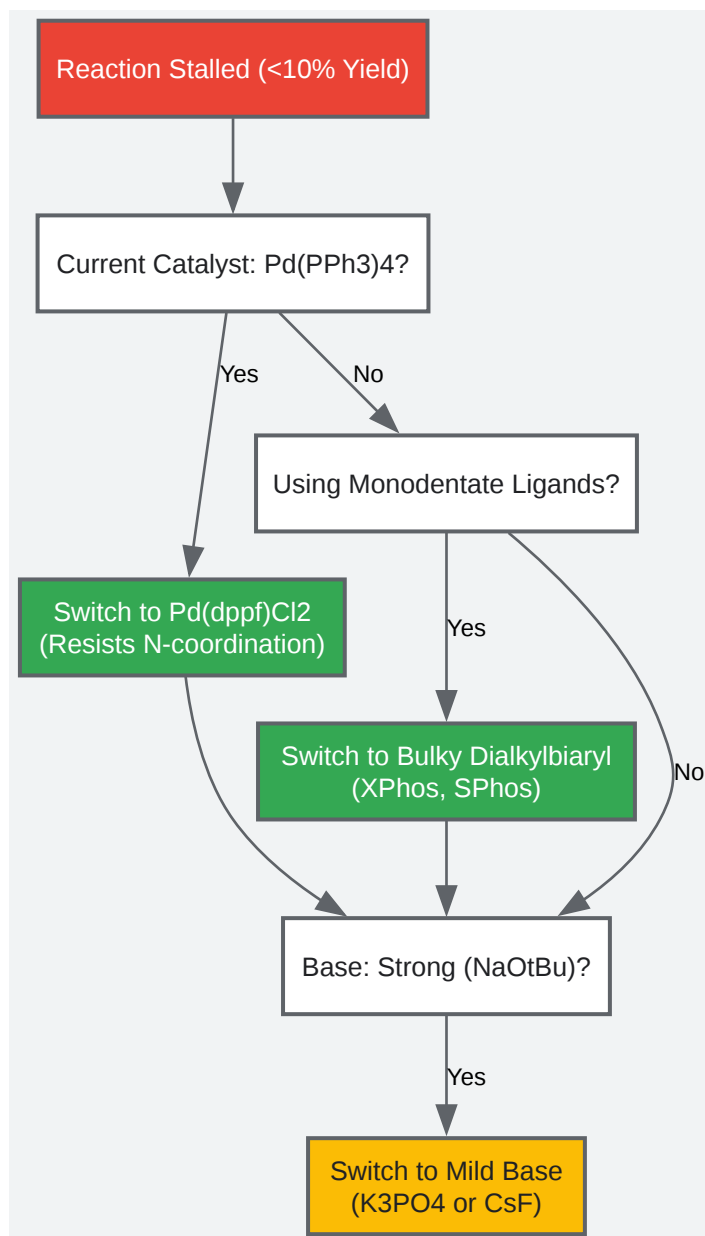 Reaction Stalled (<10% Yield)
Current Catalyst: Pd(PPh3)4?
Yes
No
Using Monodentate Ligands?
Switch to Pd(dppf)Cl2
(Resists N-coordination)
Yes
Switch to Bulky Dialkylbiaryl
(XPhos, SPhos)
No
Base: Strong (NaOtBu)?
Yes
Switch to Mild Base
(K3PO4 or CsF)